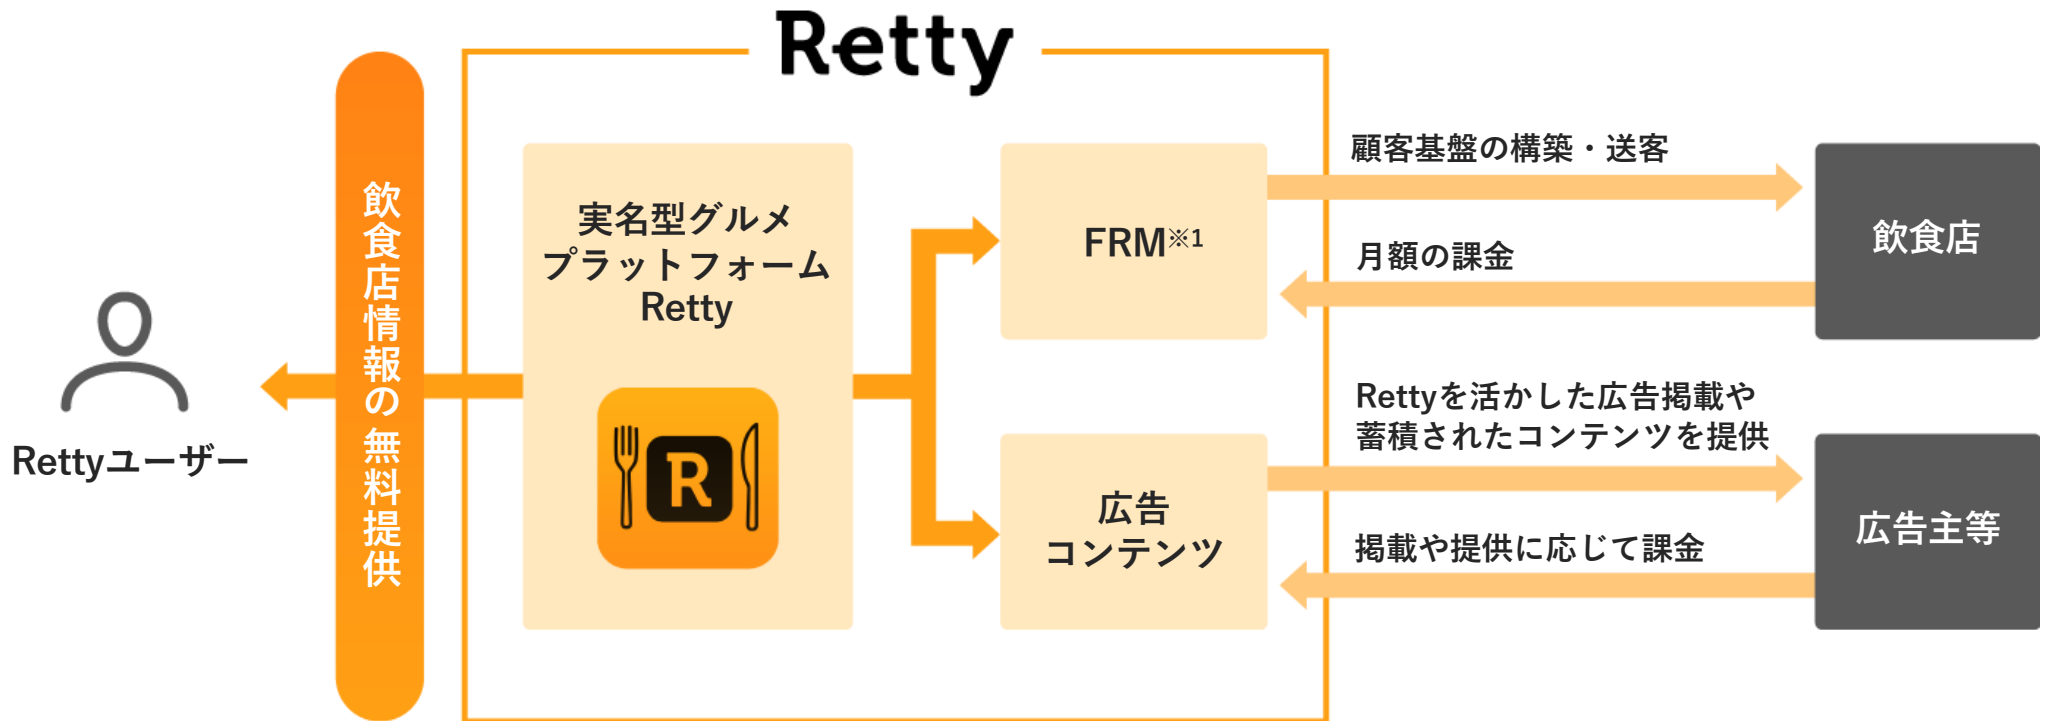 Retty
Rettyユーザー
飲食店情報の無料提供
実名型グルメ
プラットフォーム
Retty
R
FRM※1
広告
コンテンツ
顧客基盤の構築・送客
月額の課金
飲食店
Rettyを活かした広告掲載や
蓄積されたコンテンツを提供
掲載や提供に応じて課金
広告主等